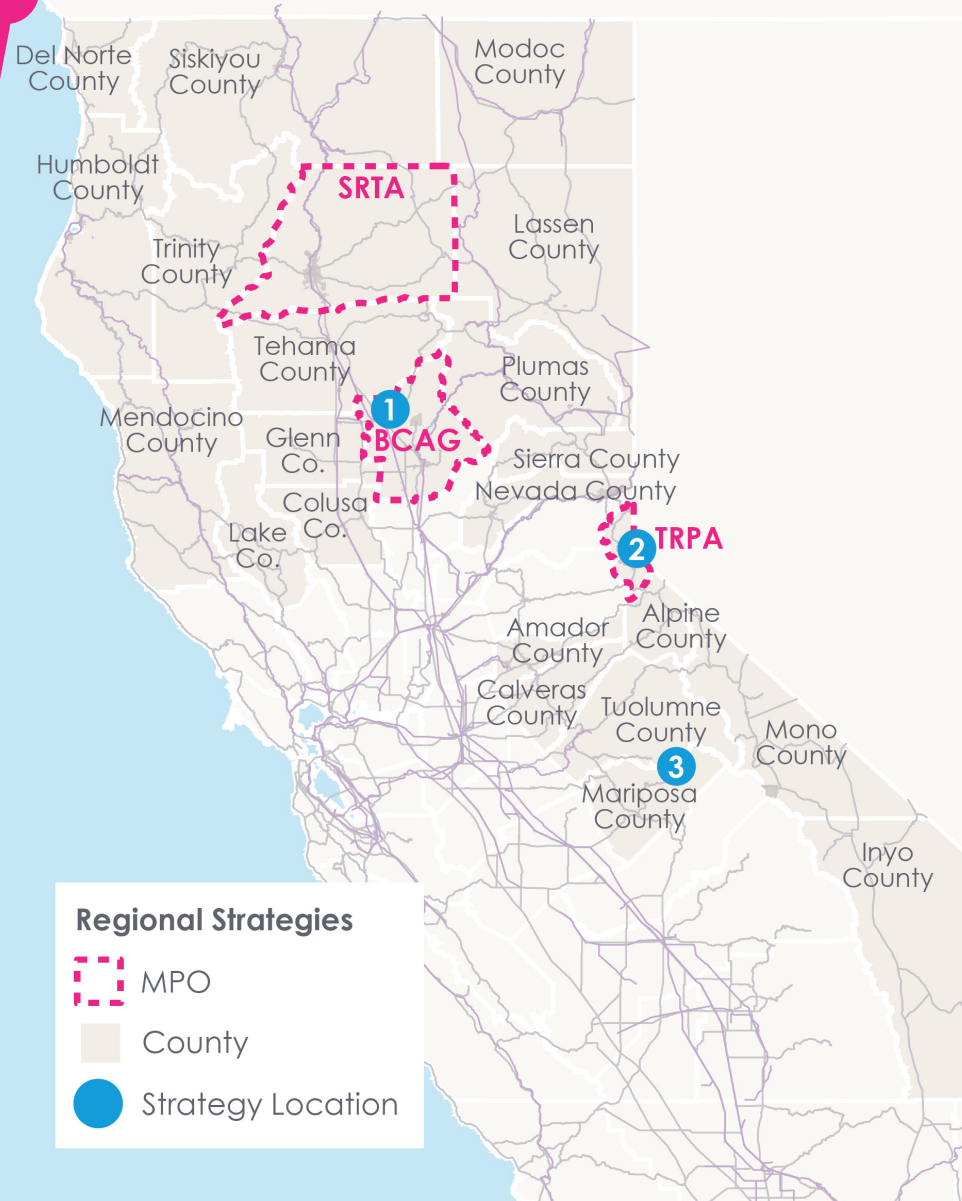 Del Norte
County
Siskiyou
County
Modoc
County
Humboldt
County
SRTA
Trinity
County
Lassen
County
Tehama
County
Plumas
County
1
BCAG
Mendocino
County
Glenn
Co.
Sierra County
Nevada County
Colusa
Co.
Lake
Co.
2
TRPA
Amador
County
Alpine
County
Calveras
County
Tuolumne
County
Mono
County
3
Mariposa
County
Inyo
County
Regional Strategies
MPO
County
Strategy Location